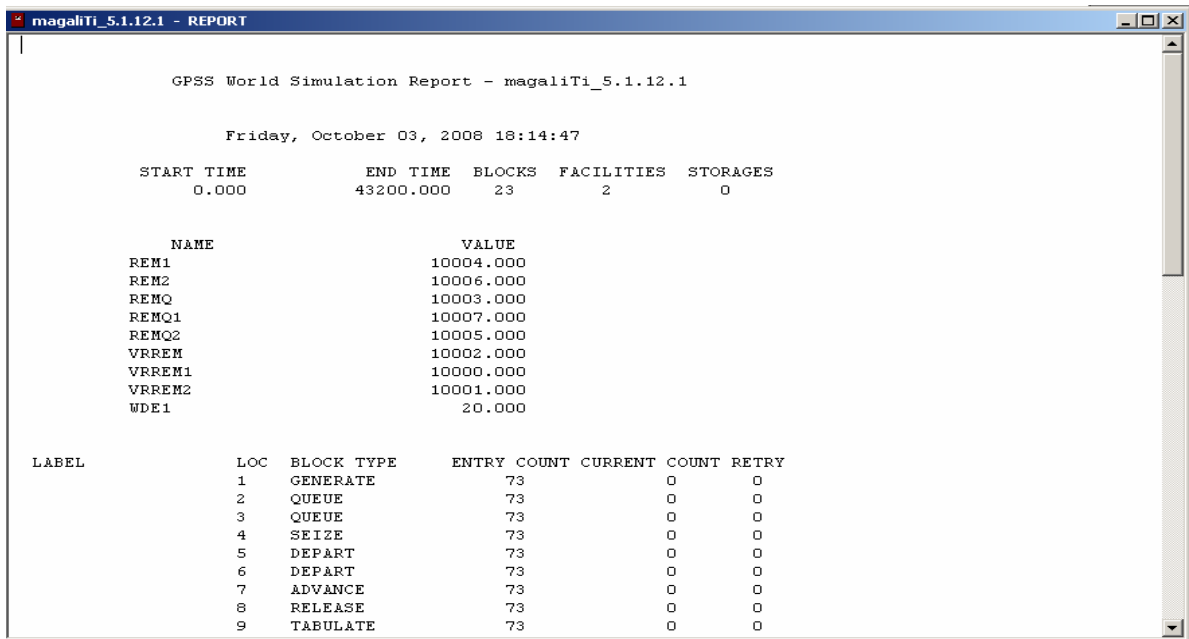 magaliTi_5.1.12.1 - REPORT
GPSS World Simulation Report - magaliTi_5.1.12.1
Friday, October 03, 2008 18:14:47
START TIME END TIME BLOCKS FACILITIES STORAGES
0.000 43200.000 23 2 0
NAME VALUE
REM1 10004.000
REM2 10006.000
REMQ 10003.000
REMQ1 10007.000
REMQ2 10005.000
VRREM 10002.000
VRREM1 10000.000
VRREM2 10001.000
WDE1 20.000
LABEL LOC BLOCK TYPE ENTRY COUNT CURRENT COUNT RETRY
1 GENERATE 73 0 0
2 QUEUE 73 0 0
3 QUEUE 73 0 0
4 SEIZE 73 0 0
5 DEPART 73 0 0
6 DEPART 73 0 0
7 ADVANCE 73 0 0
8 RELEASE 73 0 0
9 TABULATE 73 0 0